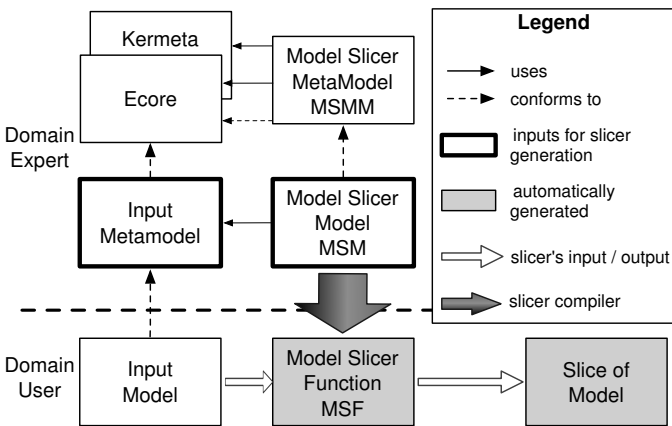 Kermeta
Ecore
Model Slicer
MetaModel
MSMM
Domain
Expert
Input
Metamodel
Model Slicer
Model
MSM
Domain
User
Input
Model
Model Slicer
Function
MSF
Slice of
Model
Legend
uses
conforms to
inputs for slicer
generation
automatically
generated
slicer's input / output
slicer compiler